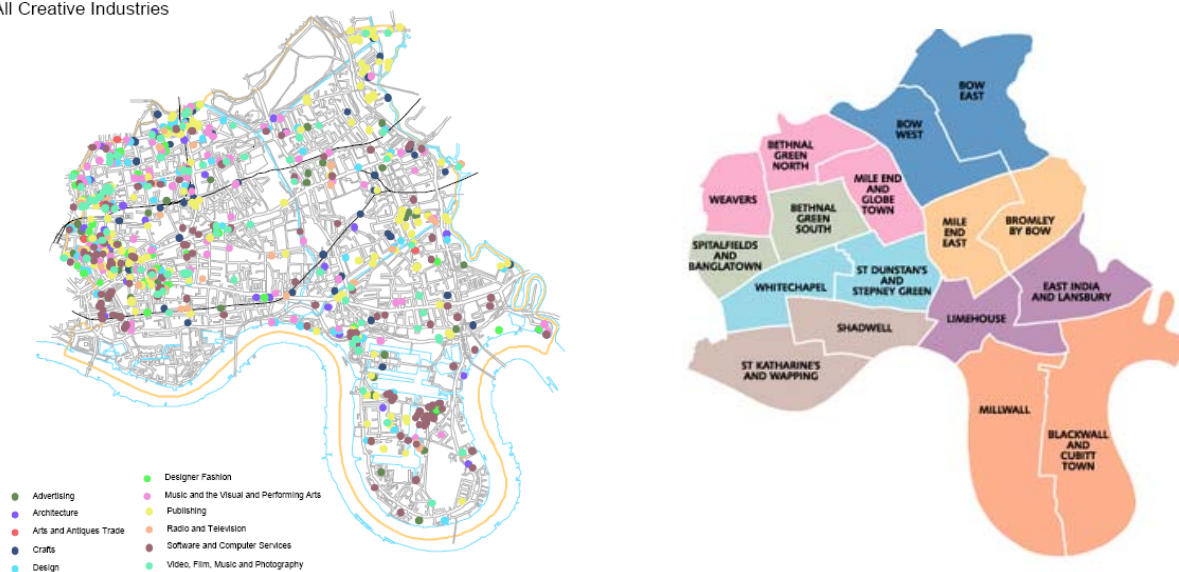 All Creative Industries
Advertising
Architecture
Arts and Antiques Trade
Crafts
Design
Designer Fashion
Music and the Visual and Performing Arts
Publishing
Radio and Television
Software and Computer Services
Video, Film, Music and Photography
BOW
EAST
BOW
WEST
BETHNAL
GREEN
NORTH
MILE END
AND
GLOBE
TOWN
WEAVERS
BETHNAL
GREEN
SOUTH
MILE
END
EAST
BROMLEY
BY BOW
SPITALFIELDS
AND
BANGLATOWN
WHITECHAPEL
ST DUNSTAN'S
AND
STEPNEY GREEN
EAST INDIA
AND LANSBURY
LIMEHOUSE
SHADWELL
ST KATHARINE'S
AND WAPPING
MILLWALL
BLACKWALL
AND
CUBITT
TOWN